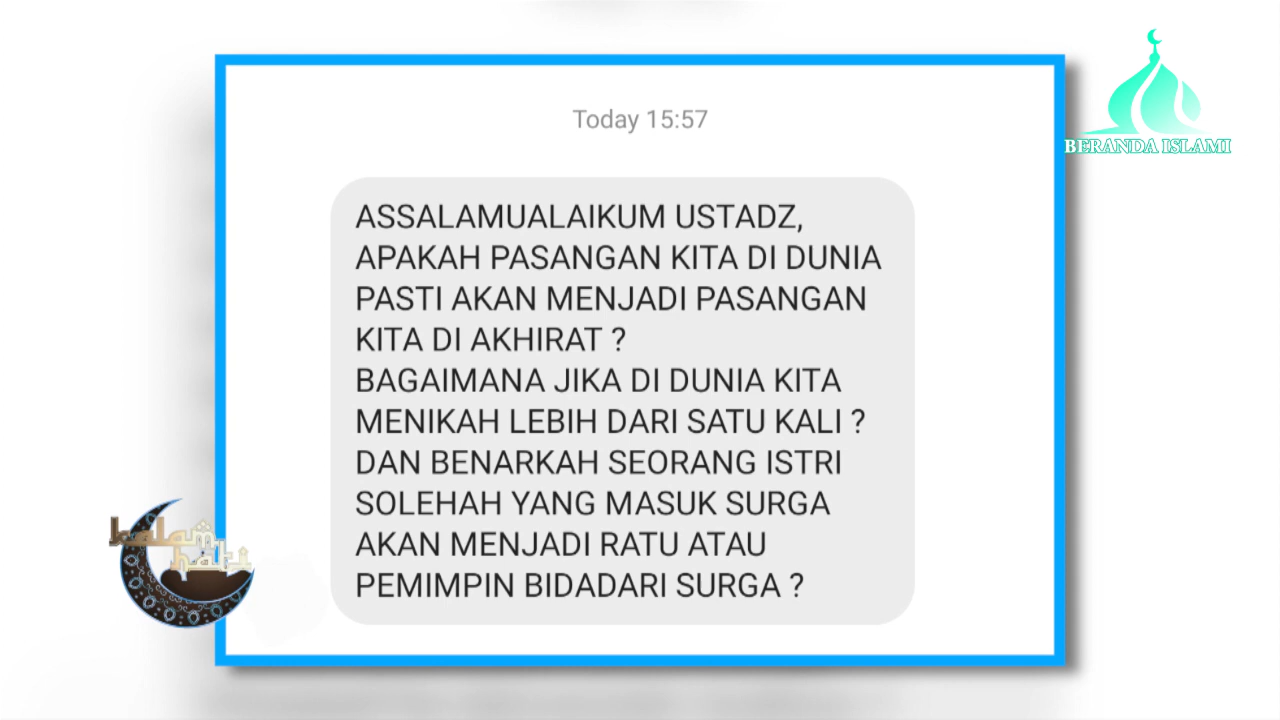 Today 15:57
BERANDA ISLAMI
ASSALAMUALAIKUM USTADZ,
APAKAH PASANGAN KITA DI DUNIA
PASTI AKAN MENJADI PASANGAN
KITA DI AKHIRAT ?
BAGAIMANA JIKA DI DUNIA KITA
MENIKAH LEBIH DARI SATU KALI ?
DAN BENARKAH SEORANG ISTRI
SOLEHAH YANG MASUK SURGA
AKAN MENJADI RATU ATAU
PEMIMPIN BIDADARI SURGA ?
kalam
hati